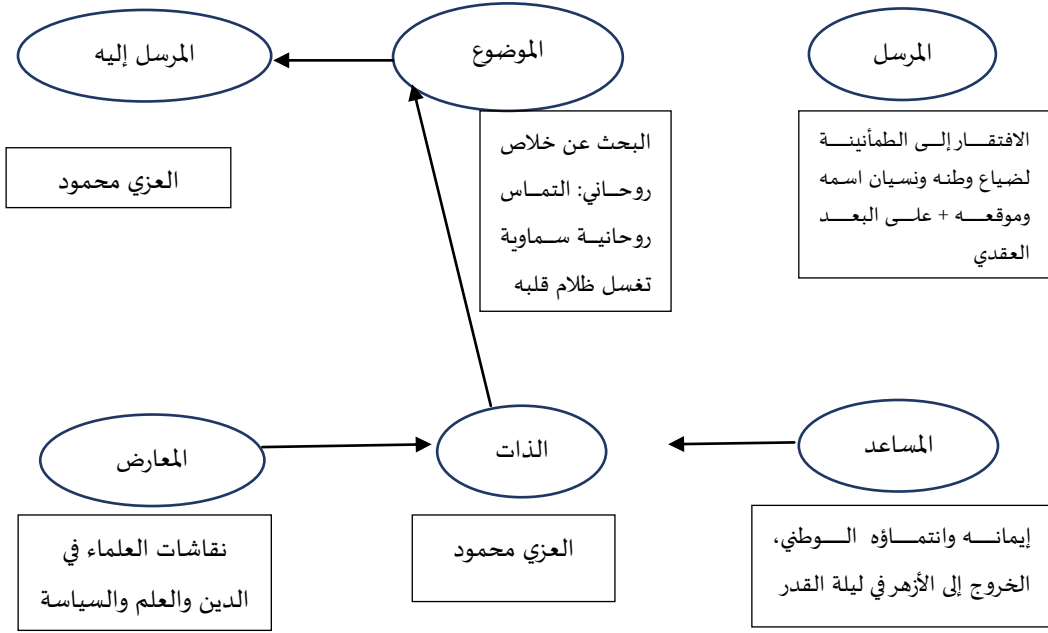 المرسل
الموضوع
المرسل إليه
الافتقار إلى الطمأنينة
لضياع وطنه ونسيان اسمه
وموقعه + على البعد
العقدي
البحث عن خلاص
روحاني: التماس
روحانية سماوية
تغسل ظلام قلبه
العزي محمود
المساعد
الذات
المعارض
إيمانه وانتماؤه الوطني،
الخروج إلى الأزهر في ليلة القدر
العزي محمود
نقاشات العلماء في
الدين والعلم والسياسة